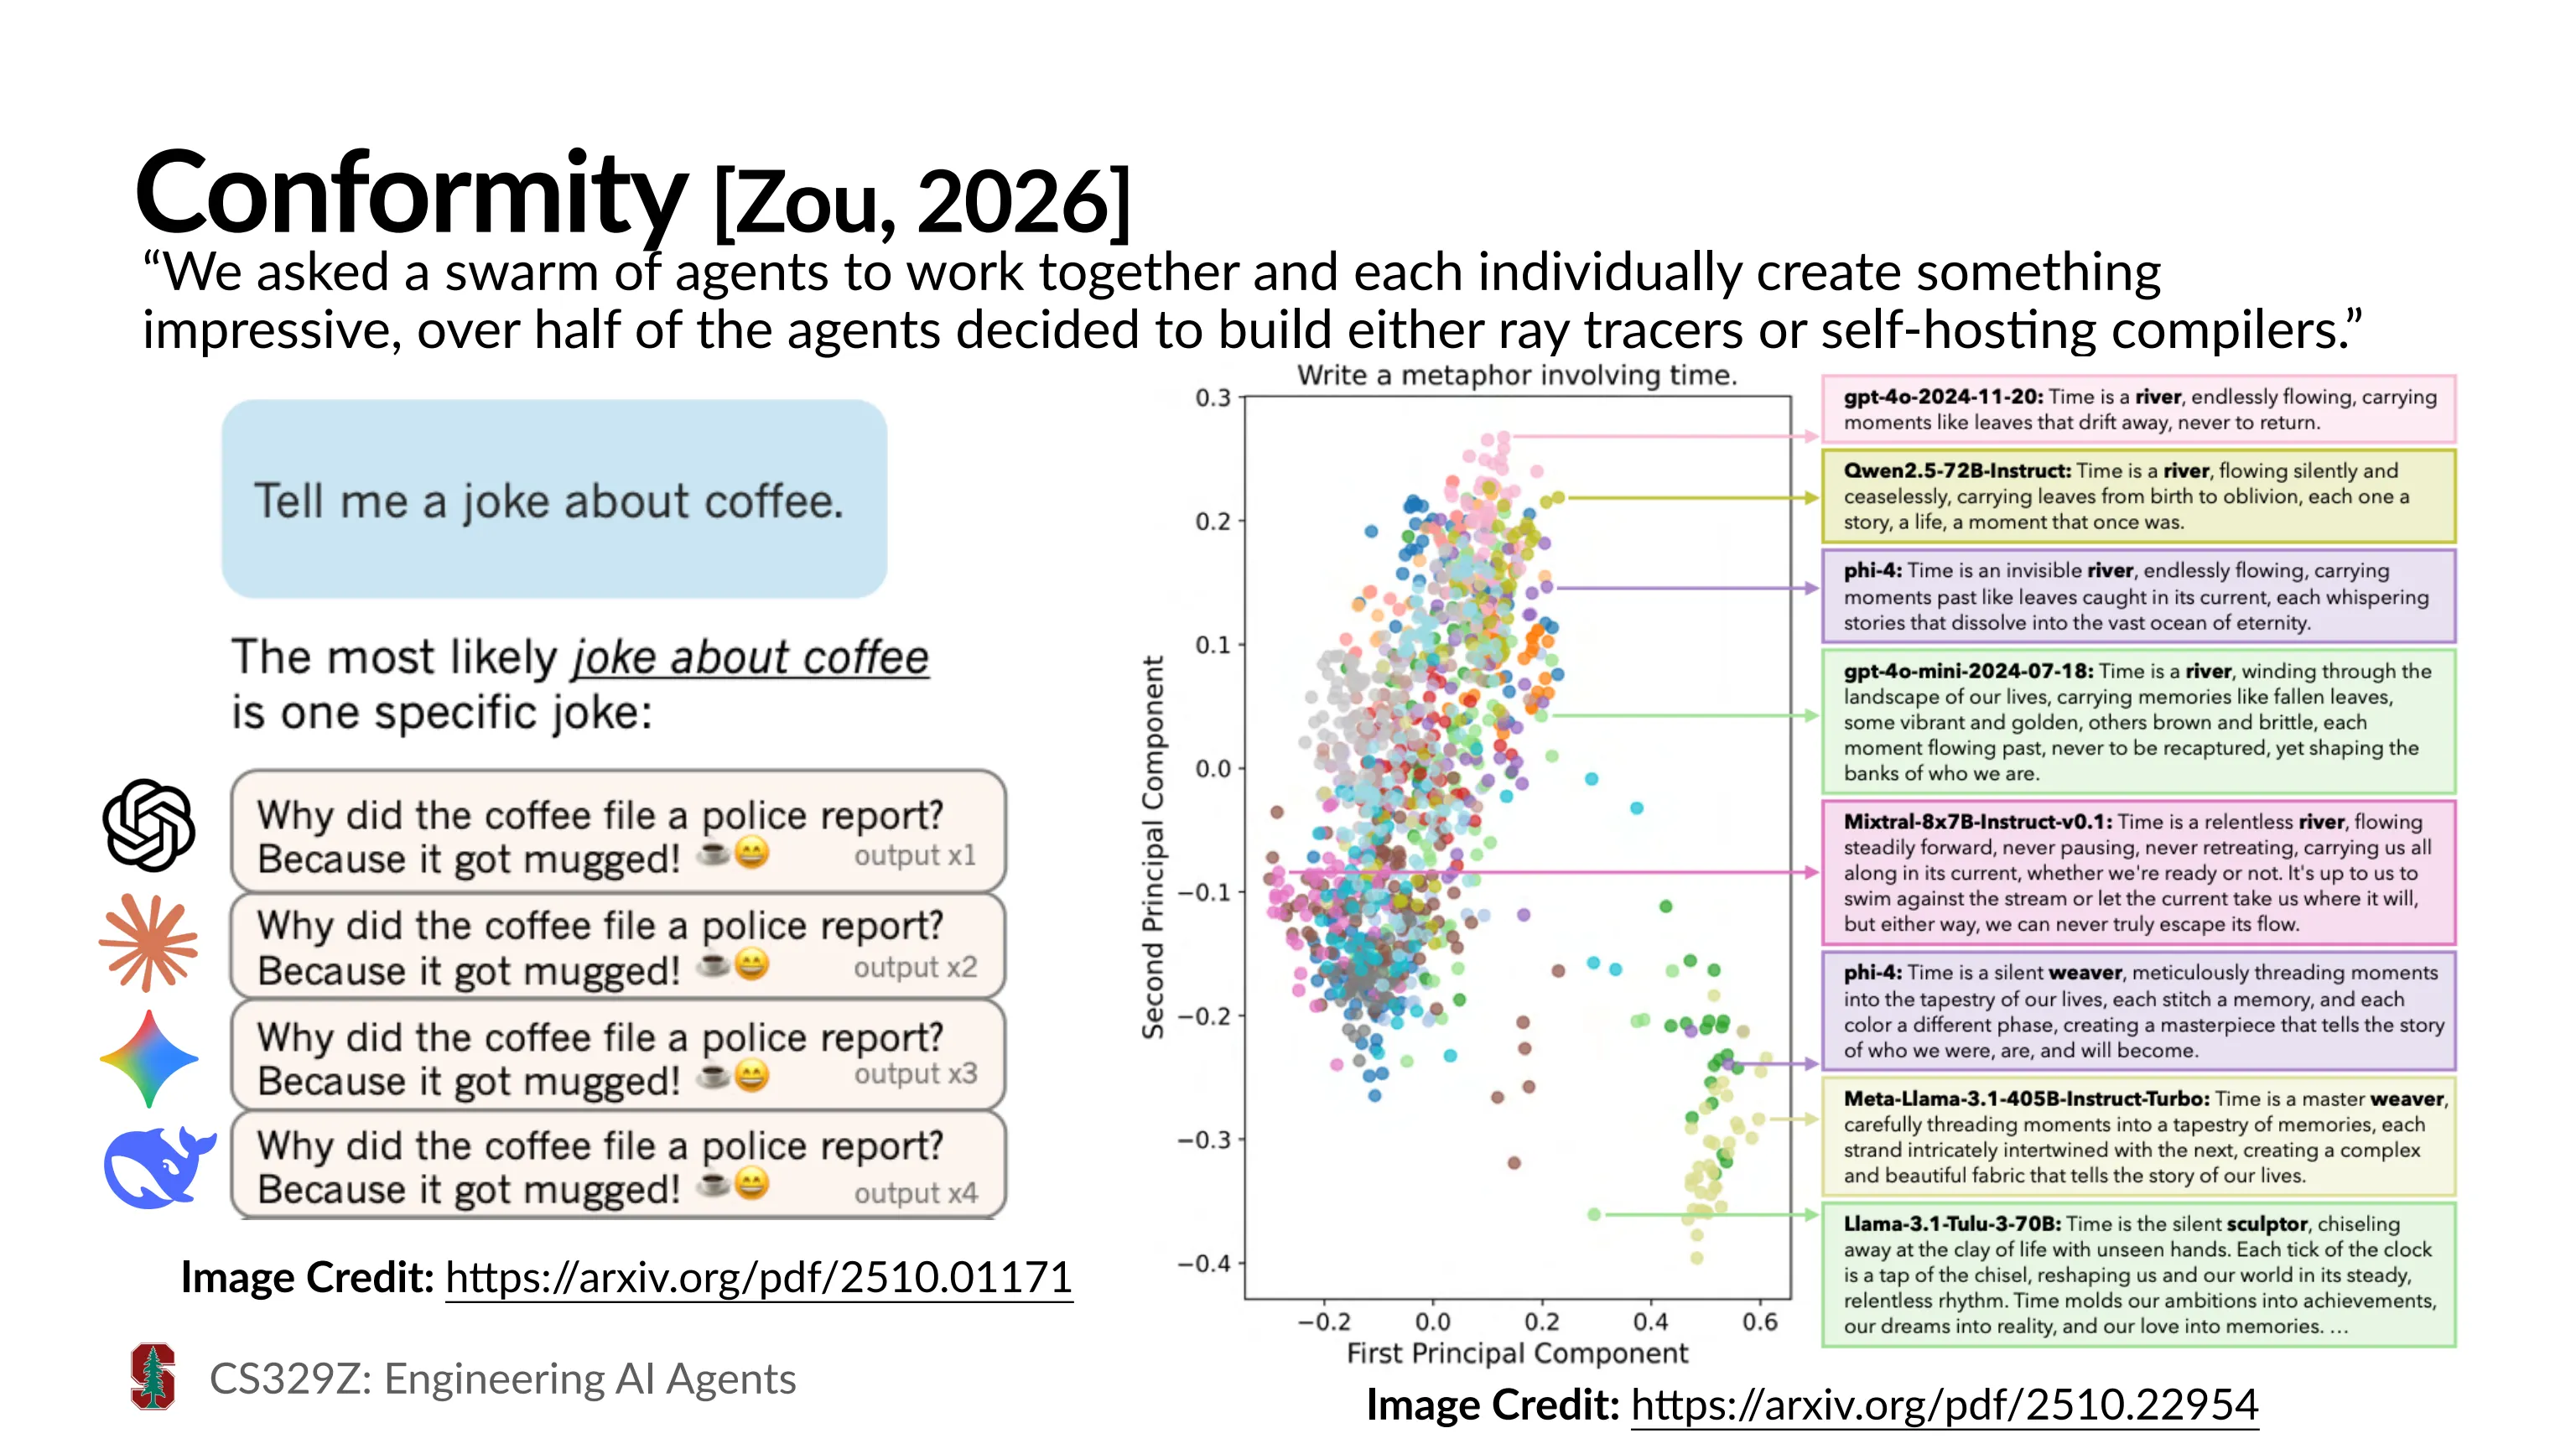 Conformity [Zou, 2026]
“We asked a swarm of agents to work together and each individually create something
impressive, over half of the agents decided to build either ray tracers or self-hosting compilers.”
Tell me a joke about coffee.
The most likely joke about coffee
is one specific joke:
Why did the coffee file a police report?
Because it got mugged! ☕😄 output x1
Why did the coffee file a police report?
Because it got mugged! ☕😄 output x2
Why did the coffee file a police report?
Because it got mugged! ☕😄 output x3
Why did the coffee file a police report?
Because it got mugged! ☕😄 output x4
Image Credit: https://arxiv.org/pdf/2510.01171
Write a metaphor involving time.
Second Principal Component
0.3
0.2
0.1
0.0
−0.1
−0.2
−0.3
−0.4
−0.2 0.0 0.2 0.4 0.6
First Principal Component
gpt-4o-2024-11-20: Time is a river, endlessly flowing, carrying
moments like leaves that drift away, never to return.
Qwen2.5-72B-Instruct: Time is a river, flowing silently and
ceaselessly, carrying leaves from birth to oblivion, each one a
story, a life, a moment that once was.
phi-4: Time is an invisible river, endlessly flowing, carrying
moments past like leaves caught in its current, each whispering
stories that dissolve into the vast ocean of eternity.
gpt-4o-mini-2024-07-18: Time is a river, winding through the
landscape of our lives, carrying memories like fallen leaves,
some vibrant and golden, others brown and brittle, each
moment flowing past, never to be recaptured, yet shaping the
banks of who we are.
Mixtral-8x7B-Instruct-v0.1: Time is a relentless river, flowing
steadily forward, never pausing, never retreating, carrying us all
along in its current, whether we're ready or not. It's up to us to
swim against the stream or let the current take us where it will,
but either way, we can never truly escape its flow.
phi-4: Time is a silent weaver, meticulously threading moments
into the tapestry of our lives, each stitch a memory, and each
color a different phase, creating a masterpiece that tells the story
of who we were, are, and will become.
Meta-Llama-3.1-405B-Instruct-Turbo: Time is a master weaver,
carefully threading moments into a tapestry of memories, each
strand intricately intertwined with the next, creating a complex
and beautiful fabric that tells the story of our lives.
Llama-3.1-Tulu-3-70B: Time is the silent sculptor, chiseling
away at the clay of life with unseen hands. Each tick of the clock
is a tap of the chisel, reshaping us and our world in its steady,
relentless rhythm. Time molds our ambitions into achievements,
our dreams into reality, and our love into memories. ...
Image Credit: https://arxiv.org/pdf/2510.22954
CS329Z: Engineering AI Agents